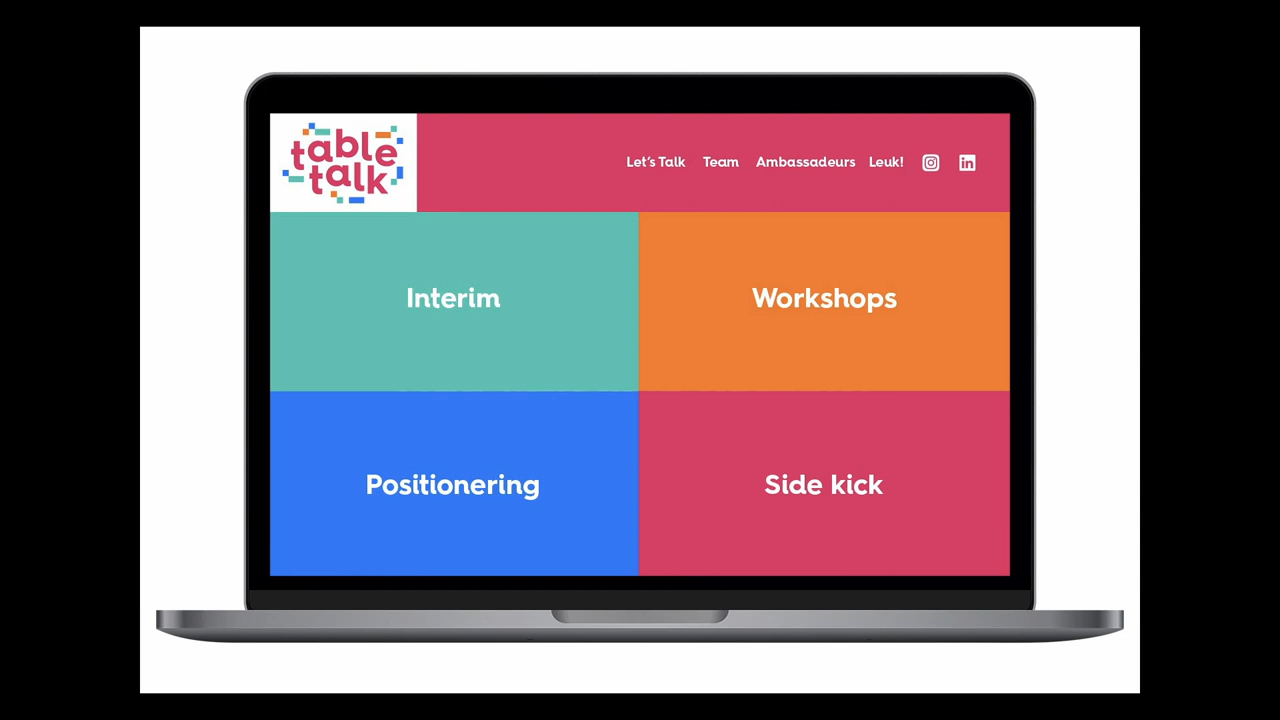 table
talk
Let's Talk Team Ambassadeurs Leuk!
Interim
Workshops
Positionering
Side kick